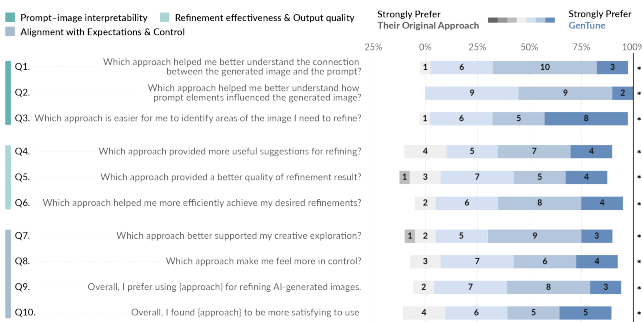 Prompt–image interpretability
Refinement effectiveness & Output quality
Alignment with Expectations & Control
Strongly Prefer
Their Original Approach
Strongly Prefer
GenTune
25% 0% 25% 50% 75% 100%
Q1. Which approach helped me better understand the connection
between the generated image and the prompt? 1 6 10 3 *
Q2. Which approach helped me better understand how
prompt elements influenced the generated image? 9 9 2 *
Q3. Which approach is easier for me to identify areas of the image I need to refine? 1 6 5 8 *
Q4. Which approach provided more useful suggestions for refining? 4 5 7 4 *
Q5. Which approach provided a better quality of refinement result? 1 3 7 5 4 *
Q6. Which approach helped me more efficiently achieve my desired refinements? 2 6 8 4 *
Q7. Which approach better supported my creative exploration? 1 2 5 9 3 *
Q8. Which approach make me feel more in control? 3 7 6 4 *
Q9. Overall, I prefer using {approach} for refining AI-generated images. 2 7 8 3 *
Q10. Overall, I found {approach} to be more satisfying to use 4 6 5 5 *